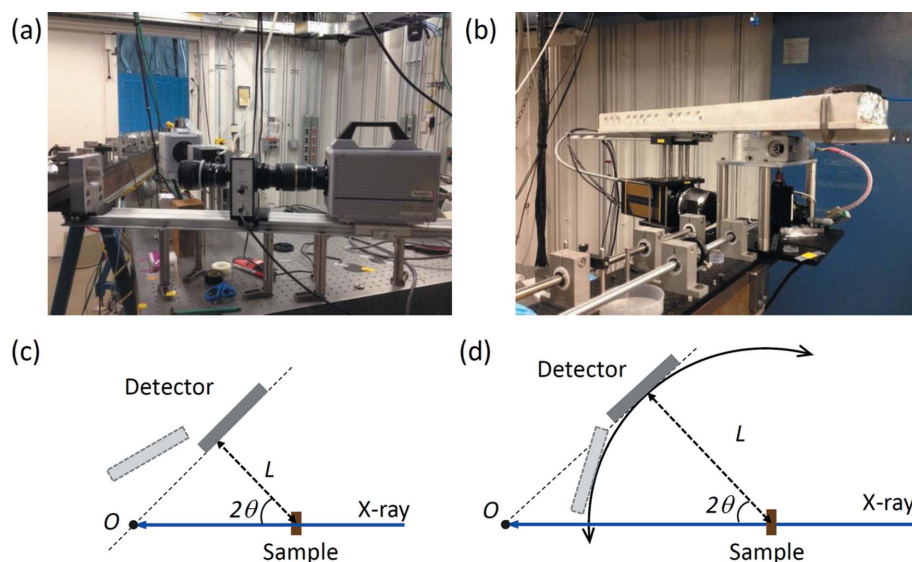 (a)
(b)
(c)
Detector
L
2θ
O
X-ray
Sample
(d)
Detector
L
2θ
O
X-ray
Sample